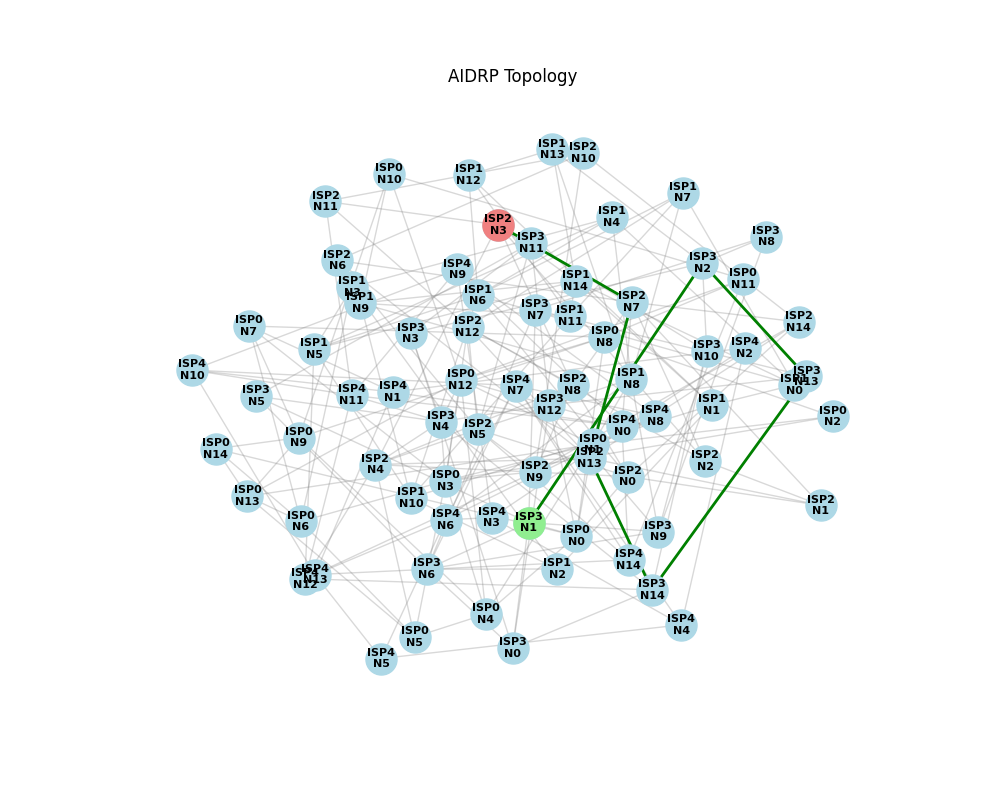 AIDRP Topology
ISP1
N13
ISP2
N10
ISP0
N10
ISP1
N12
ISP2
N11
ISP1
N7
ISP1
N4
ISP2
N3
ISP3
N11
ISP3
N8
ISP2
N6
ISP4
N9
ISP3
N2
ISP0
N11
ISP1
N3
ISP1
N9
ISP1
N6
ISP1
N14
ISP2
N7
ISP3
N7
ISP1
N11
ISP2
N14
ISP0
N7
ISP3
N3
ISP2
N12
ISP0
N8
ISP1
N5
ISP3
N10
ISP4
N2
ISP4
N10
ISP0
N12
ISP4
N7
ISP2
N8
ISP1
N8
ISP3
N13
N0
ISP3
N5
ISP4
N11
ISP4
N1
ISP3
N12
ISP1
N1
ISP0
N2
ISP3
N4
ISP2
N5
ISP4
N0
ISP4
N8
ISP0
N14
ISP0
N9
ISP0
N1
ISP2
N13
ISP2
N4
ISP2
N9
ISP2
N0
ISP2
N2
ISP0
N13
ISP0
N3
ISP1
N10
ISP2
N1
ISP0
N6
ISP4
N6
ISP4
N3
ISP3
N1
ISP0
N0
ISP3
N9
ISP4
N12
ISP4
N13
ISP3
N6
ISP1
N2
ISP4
N14
ISP3
N14
ISP0
N4
ISP4
N4
ISP0
N5
ISP3
N0
ISP4
N5